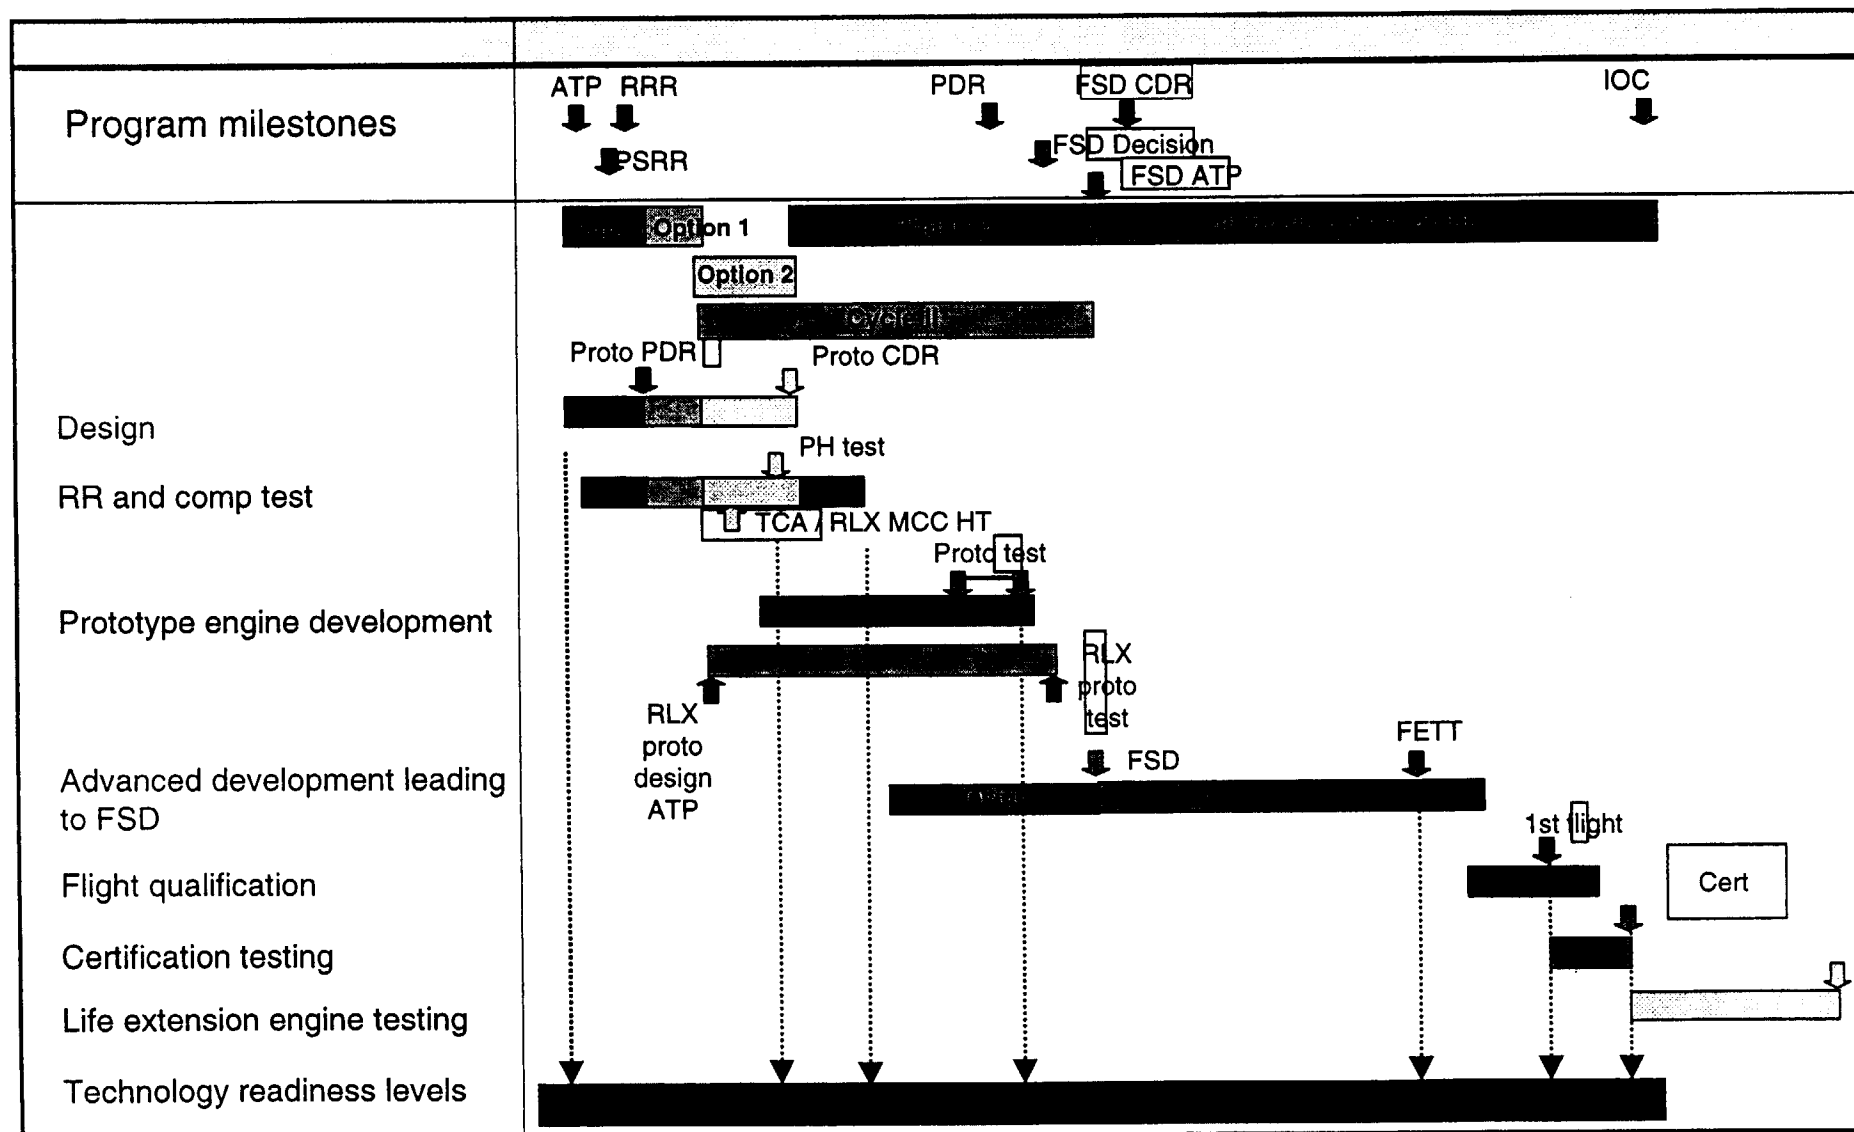 ATP RRR PDR FSD CDR IOC
Program milestones
PSRR FSD Decision
FSD ATP
Option 1
Option 2
Proto PDR Proto CDR
Design
PH test
RR and comp test
TCA / RLX MCC HT
Proto test
Prototype engine development
RLX
proto
test
RLX
proto
design
ATP
FETT
FSD
Advanced development leading
to FSD
1st flight
Flight qualification
Cert
Certification testing
Life extension engine testing
Technology readiness levels